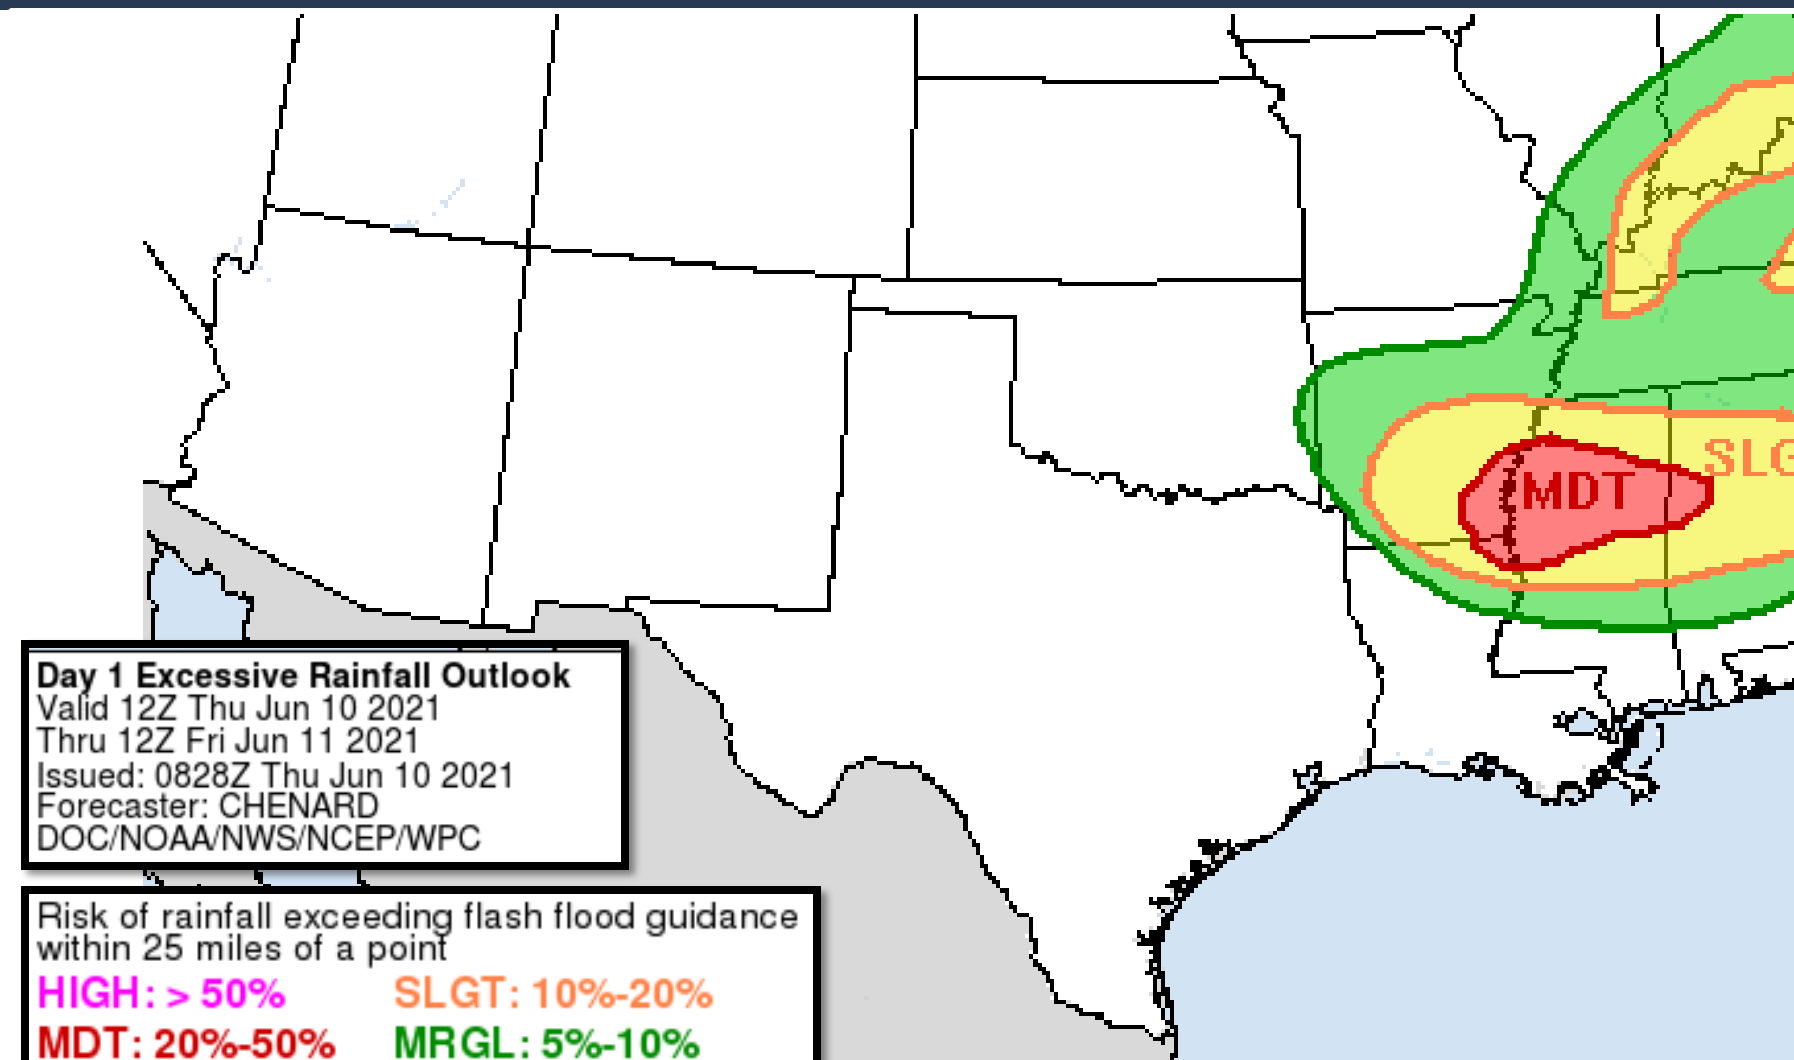 MDT
SLG
Day 1 Excessive Rainfall Outlook
Valid 12Z Thu Jun 10 2021
Thru 12Z Fri Jun 11 2021
Issued: 0828Z Thu Jun 10 2021
Forecaster: CHENARD
DOC/NOAA/NWS/NCEP/WPC
Risk of rainfall exceeding flash flood guidance
within 25 miles of a point
HIGH: > 50% SLGT: 10%-20%
MDT: 20%-50% MRGL: 5%-10%